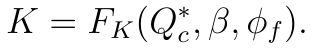 K = F_K(Q_c^*, β, ϕ_f).